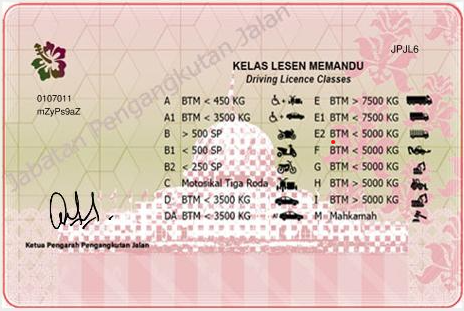 JPJL6
KELAS LESEN MEMANDU
Driving Licence Classes
0107011
mZyPs9aZ
A BTM < 450 KG
A1 BTM < 3500 KG
B > 500 SP
B1 < 500 SP
B2 < 250 SP
C Motosikal Tiga Roda
D BTM < 3500 KG
DA BTM < 3500 KG
E BTM > 7500 KG
E1 BTM > 7500 KG
E2 BTM < 5000 KG
F BTM < 5000 KG
G BTM < 5000 KG
H BTM > 5000 KG
I BTM > 5000 KG
M Mahkamah
Ketua Pengarah Pengangkutan Jalan
Jabatan Pengangkutan Jalan
Jabatan Pengangkutan Jalan